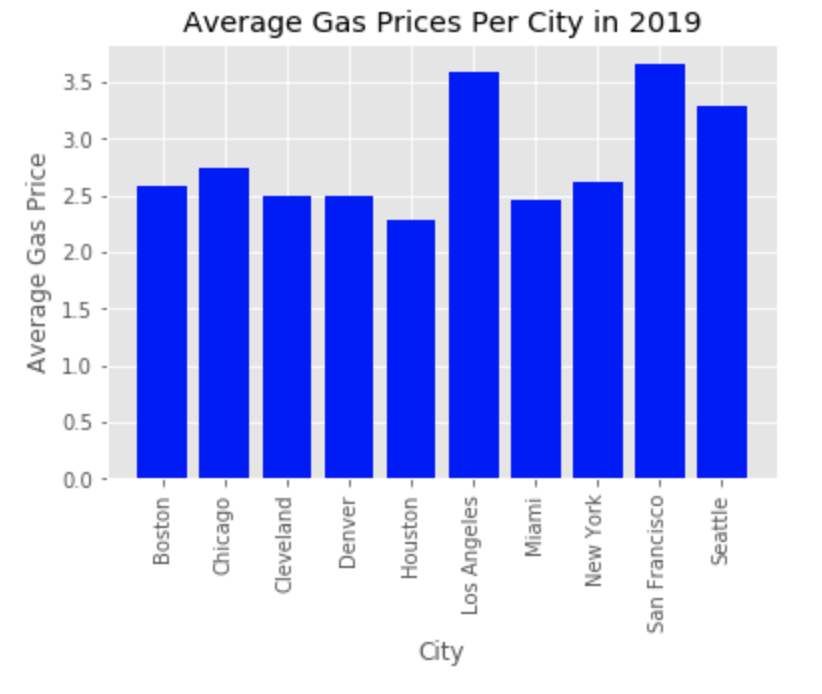 Average Gas Prices Per City in 2019
Average Gas Price
3.5
3.0
2.5
2.0
1.5
1.0
0.5
0.0
Boston
Chicago
Cleveland
Denver
Houston
Los Angeles
Miami
New York
San Francisco
Seattle
City